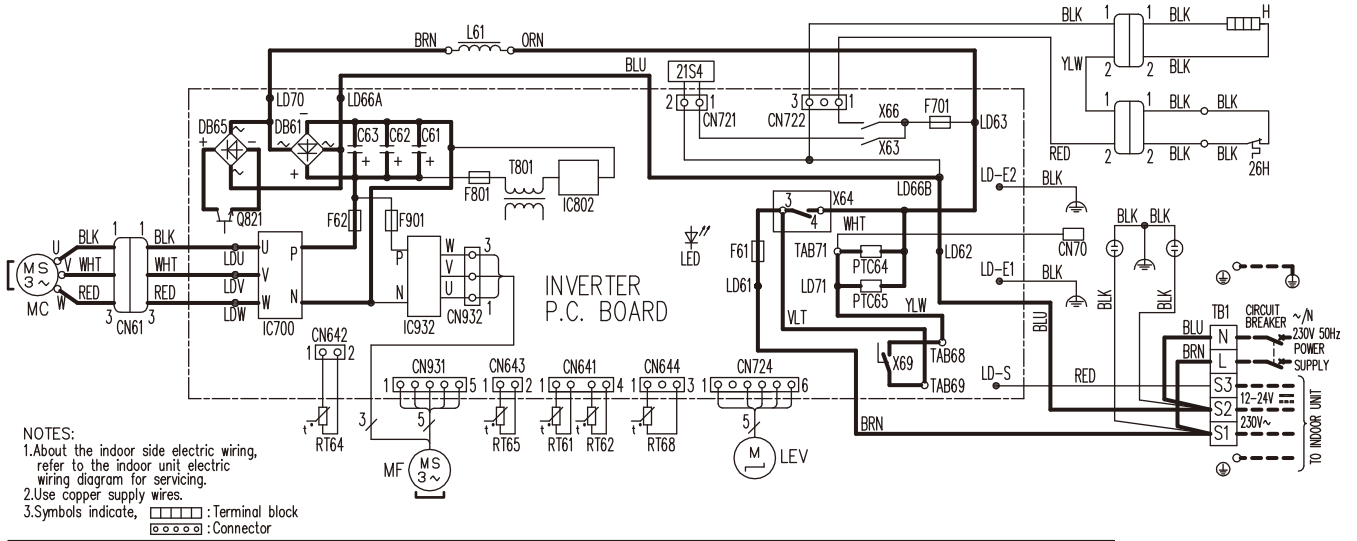 BLK 1 1 BLK H
BRN L61 ORN
BLU
21S4
YLW 2 2 BLK
2 1 CN721
3 1 CN722
X66 F701
X63
LD63
1 1 BLK BLK
RED 2 2 BLK BLK
26H
LD70 LD66A
DB65 DB61
C63 C62 C61
T801
F801
IC802
Q821
F62 F901
LD66B
LD-E2 BLK
X64
3
4
WHT
CN70
BLK BLK
U BLK 1 1 BLK LDU U P
V WHT WHT LDV V
W RED 3 3 RED LDW W N
MS
3~
MC
CN61
IC700
P W 3
V
N U 1
IC932 CN932
INVERTER
P.C. BOARD
LED
F61
LD61
TAB71
LD71
PTC64
PTC65
LD62
LD-E1 BLK
YLW
VLT
X69
TAB68
TAB69
BLU
BLK
BLK
LD-S RED
BRN
TB1
CIRCUIT
BREAKER
~/N
230V 50Hz
POWER
SUPPLY
BLU N
BRN L
S3 12-24V
S2 230V~
S1
TO INDOOR UNIT
CN642
1 2
t°
RT64
CN931
1 5
3
5
MF
MS
3~
CN643
1 2
t°
RT65
CN641
1 4
t° t°
RT61 RT62
CN644
1 3
t°
RT68
CN724
1 6
5
M
LEV
NOTES:
1.About the indoor side electric wiring,
refer to the indoor unit electric
wiring diagram for servicing.
2.Use copper supply wires.
3.Symbols indicate, : Terminal block
: Connector